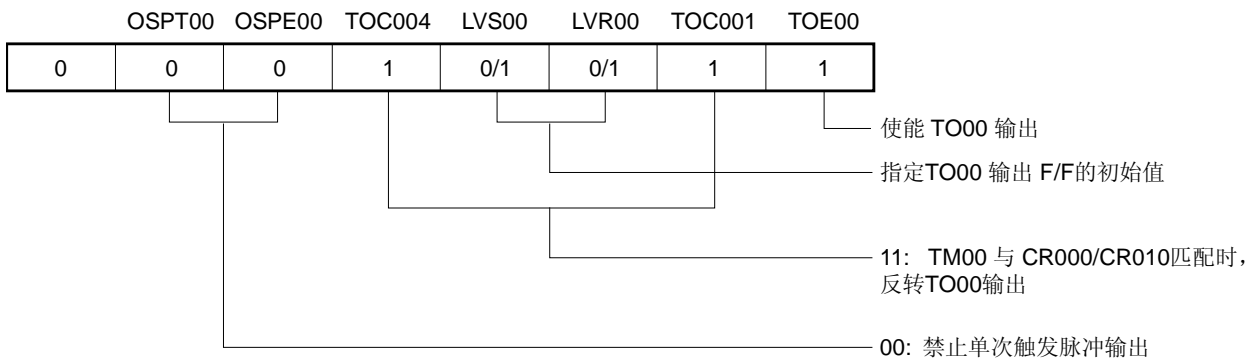 OSPT00 OSPE00 TOC004 LVS00 LVR00 TOC001 TOE00
0 0 0 1 0/1 0/1 1 1
使能 TO00 输出
指定TO00 输出 F/F的初始值
11: TM00 与 CR000/CR010匹配时，
反转TO00输出
00: 禁止单次触发脉冲输出